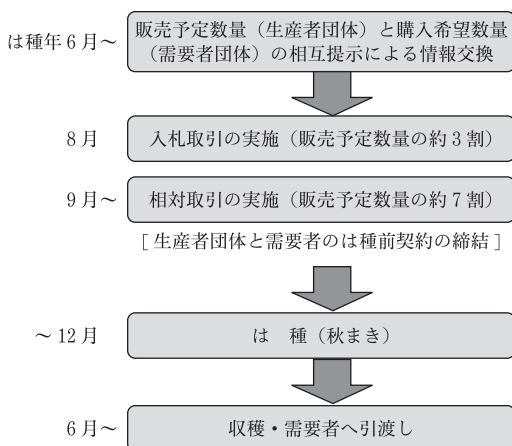 は種年 6 月～
販売予定数量（生産者団体）と購入希望数量
（需要者団体）の相互提示による情報交換
8 月
入札取引の実施（販売予定数量の約 3 割）
9 月～
相対取引の実施（販売予定数量の約 7 割）
［生産者団体と需要者のは種前契約の締結］
～ 12 月
は　種（秋まき）
6 月～
収穫・需要者へ引渡し